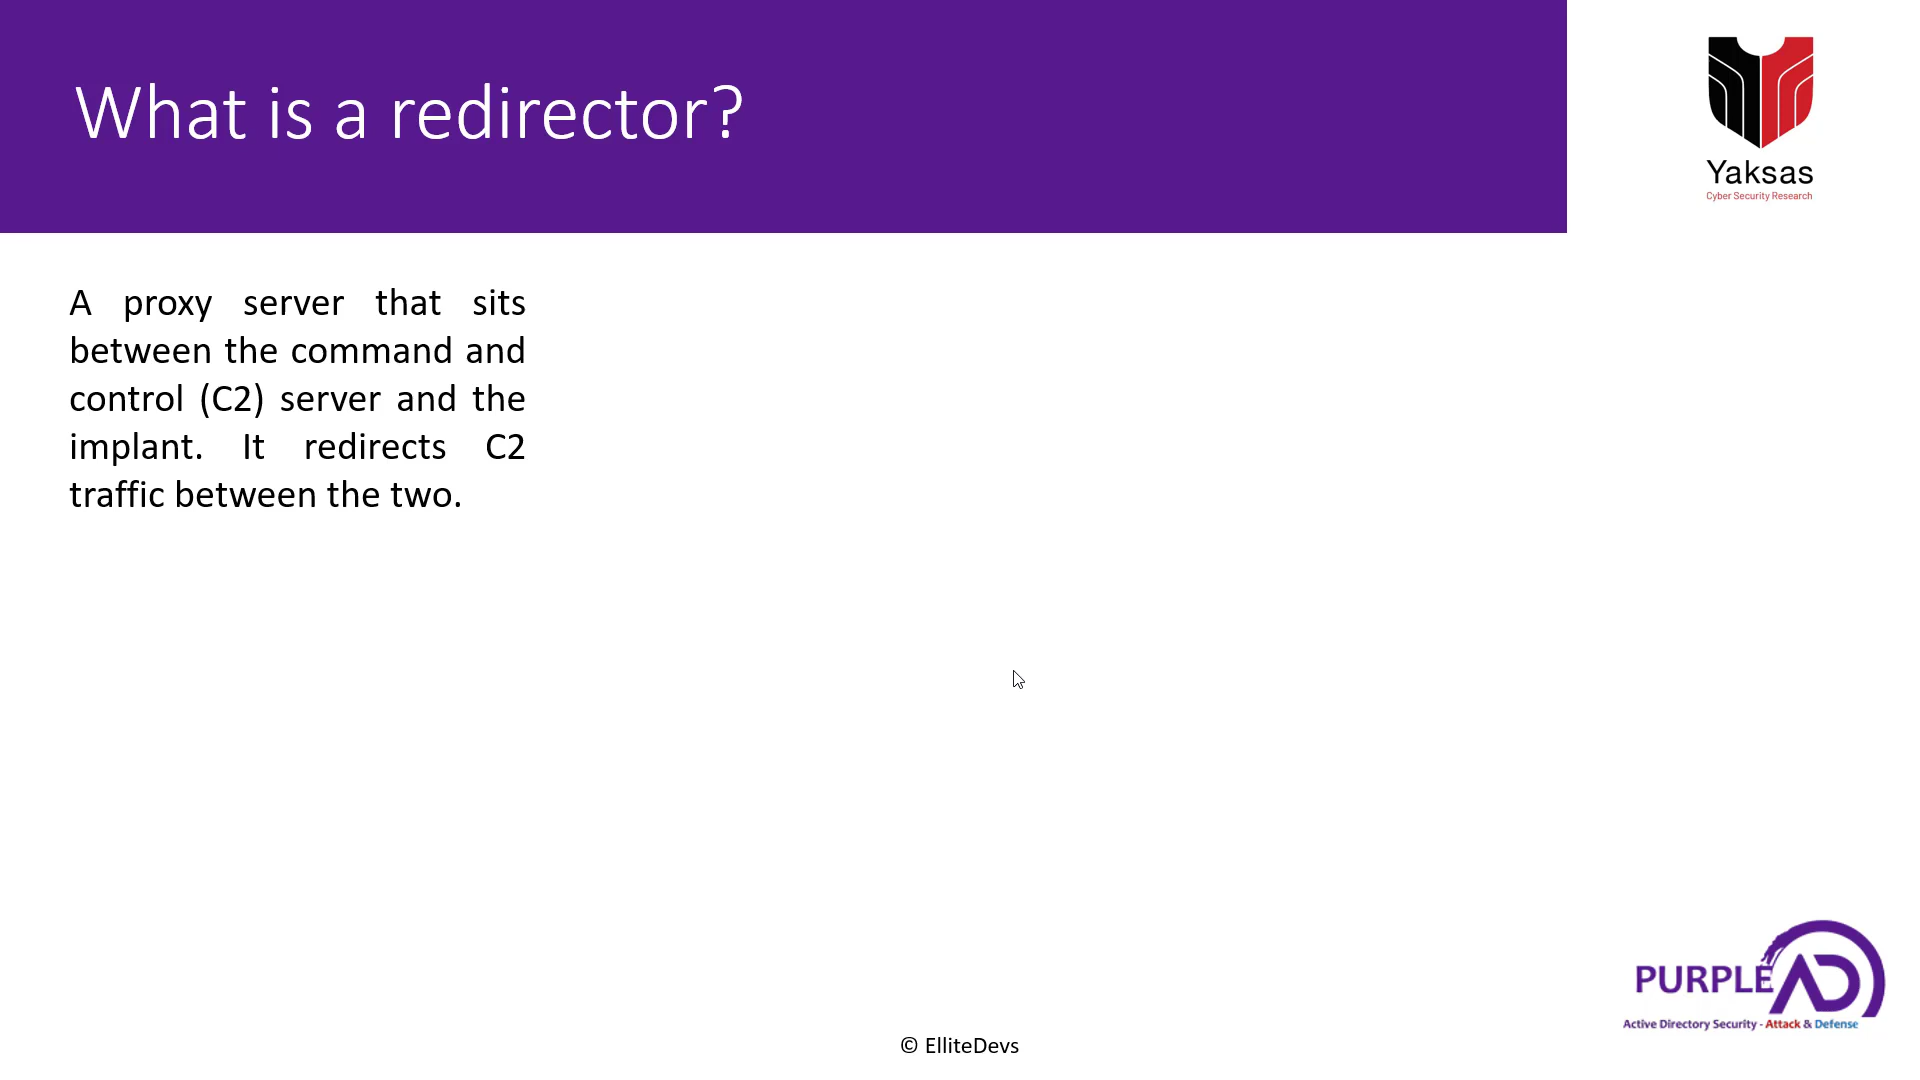 What is a redirector?
Yaksas
Cyber Security Research
A proxy server that sits
between the command and
control (C2) server and the
implant. It redirects C2
traffic between the two.
PURPLE AD
Active Directory Security - Attack & Defense
© ElliteDevs